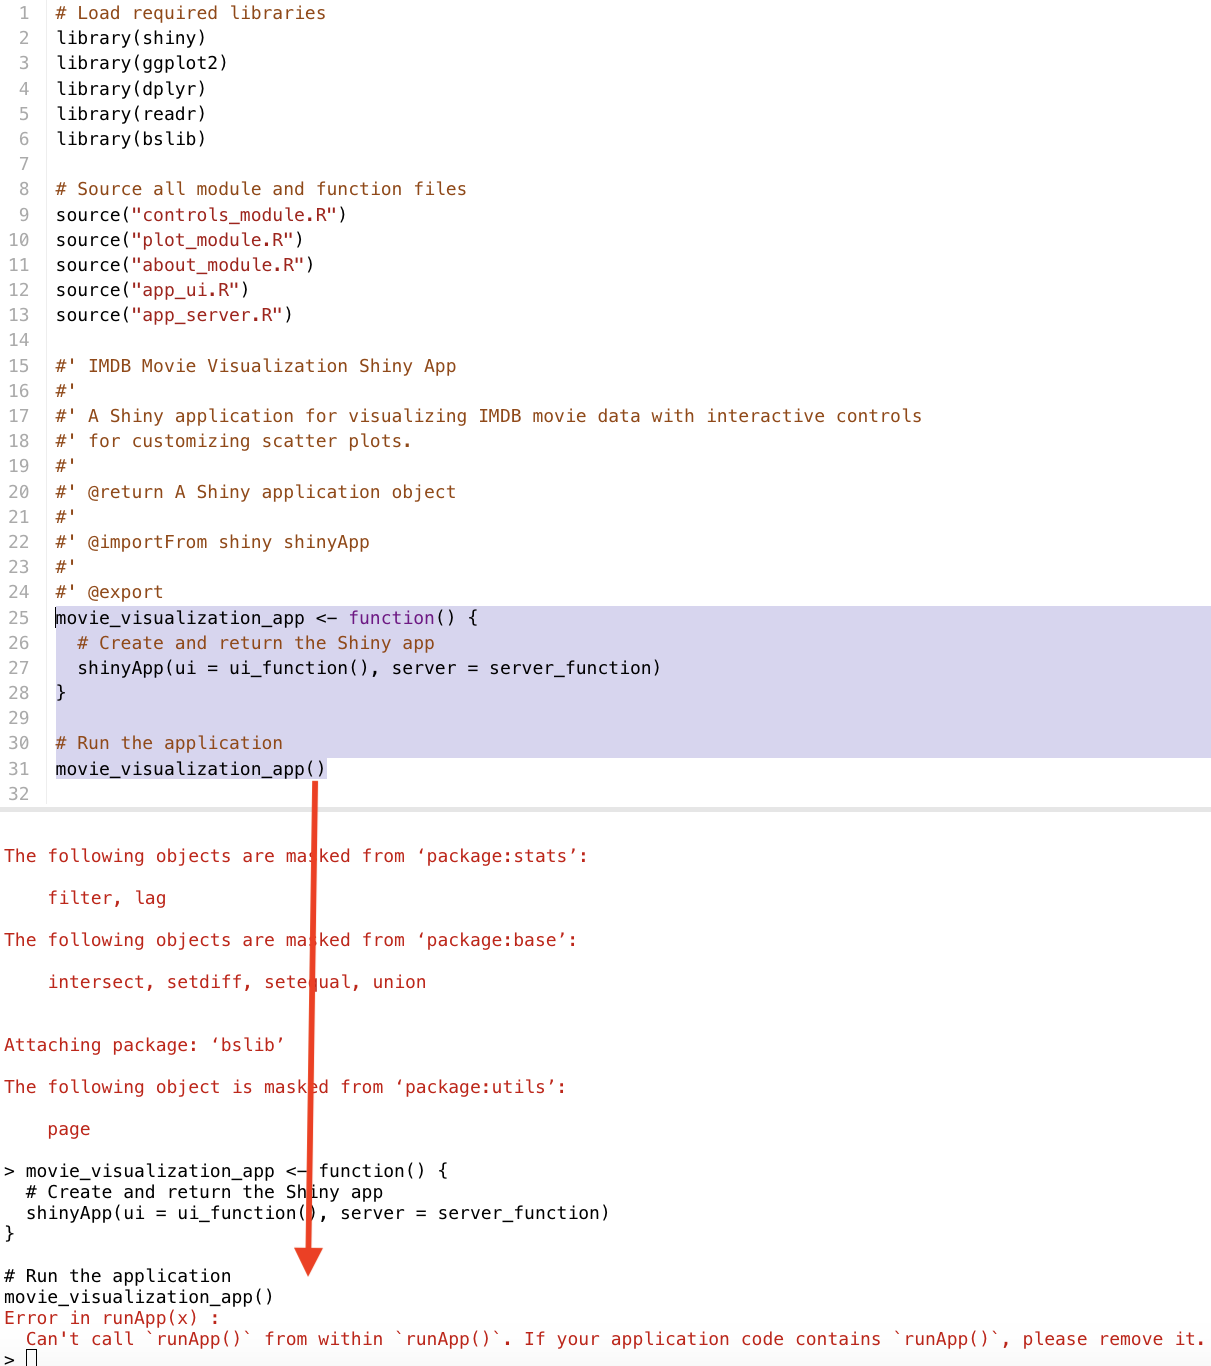 1 # Load required libraries
2 library(shiny)
3 library(ggplot2)
4 library(dplyr)
5 library(readr)
6 library(bslib)
7
8 # Source all module and function files
9 source("controls_module.R")
10 source("plot_module.R")
11 source("about_module.R")
12 source("app_ui.R")
13 source("app_server.R")
14
15 #' IMDB Movie Visualization Shiny App
16 #'
17 #' A Shiny application for visualizing IMDB movie data with interactive controls
18 #' for customizing scatter plots.
19 #'
20 #' @return A Shiny application object
21 #'
22 #' @importFrom shiny shinyApp
23 #'
24 #' @export
25 movie_visualization_app <- function() {
26   # Create and return the Shiny app
27   shinyApp(ui = ui_function(), server = server_function)
28 }
29
30 # Run the application
31 movie_visualization_app()
32
The following objects are masked from ‘package:stats’:
    filter, lag
The following objects are masked from ‘package:base’:
    intersect, setdiff, setequal, union
Attaching package: ‘bslib’
The following object is masked from ‘package:utils’:
    page
> movie_visualization_app <- function() {
  # Create and return the Shiny app
  shinyApp(ui = ui_function(), server = server_function)
}
# Run the application
movie_visualization_app()
Error in runApp(x) :
  Can't call `runApp()` from within `runApp()`. If your application code contains `runApp()`, please remove it.
>